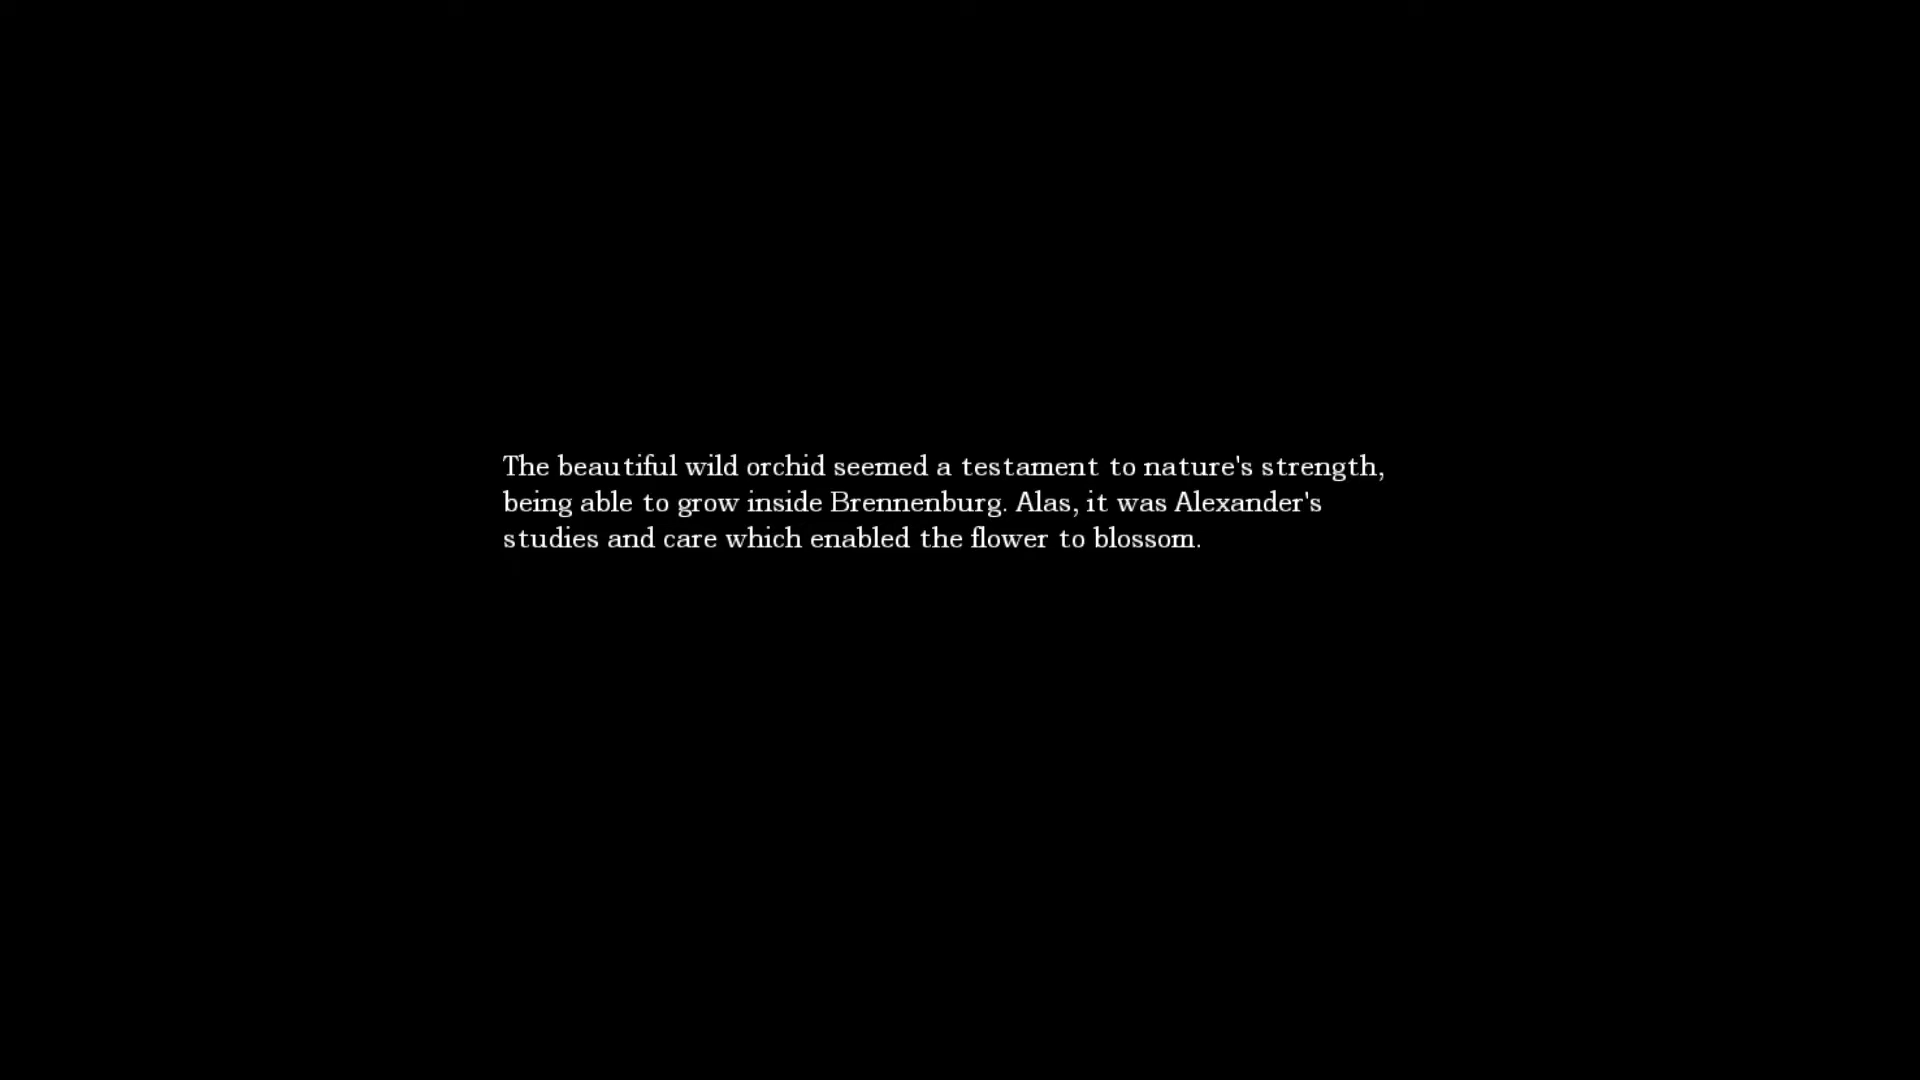 The beautiful wild orchid seemed a testament to nature's strength,
being able to grow inside Brennenburg. Alas, it was Alexander's
studies and care which enabled the flower to blossom.